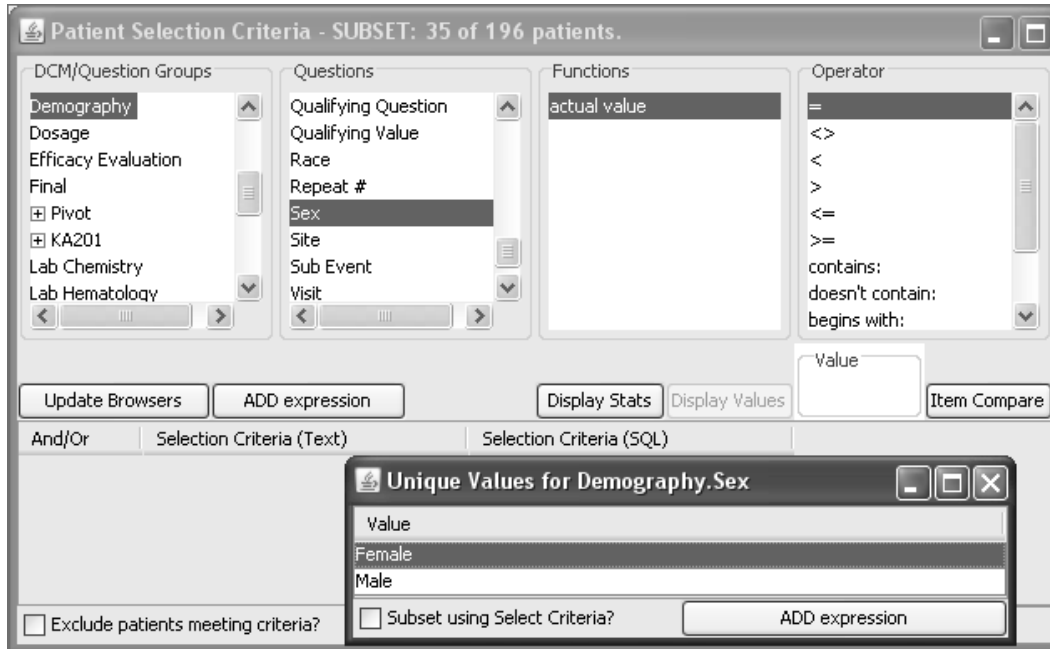 Patient Selection Criteria - SUBSET: 35 of 196 patients.
DCM/Question Groups
Demography
Dosage
Efficacy Evaluation
Final
Pivot
KA201
Lab Chemistry
Lab Hematology
Questions
Qualifying Question
Qualifying Value
Race
Repeat #
Sex
Site
Sub Event
Visit
Functions
actual value
Operator
=
<>
<
>
<=
>=
contains:
doesn't contain:
begins with:
Value
Update Browsers
ADD expression
Display Stats
Display Values
Item Compare
And/Or
Selection Criteria (Text)
Selection Criteria (SQL)
Unique Values for Demography.Sex
Value
Female
Male
Subset using Select Criteria?
ADD expression
Exclude patients meeting criteria?